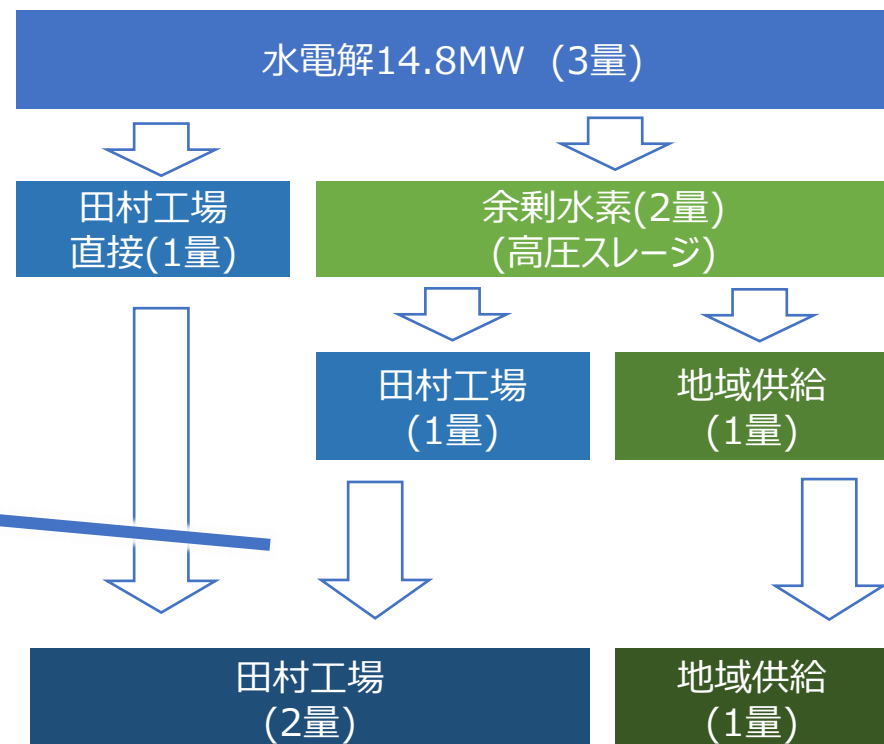 水電解14.8MW (3量)
田村工場
直接(1量)
余剰水素(2量)
(高圧スレージ)
田村工場
(1量)
地域供給
(1量)
田村工場
(2量)
地域供給
(1量)